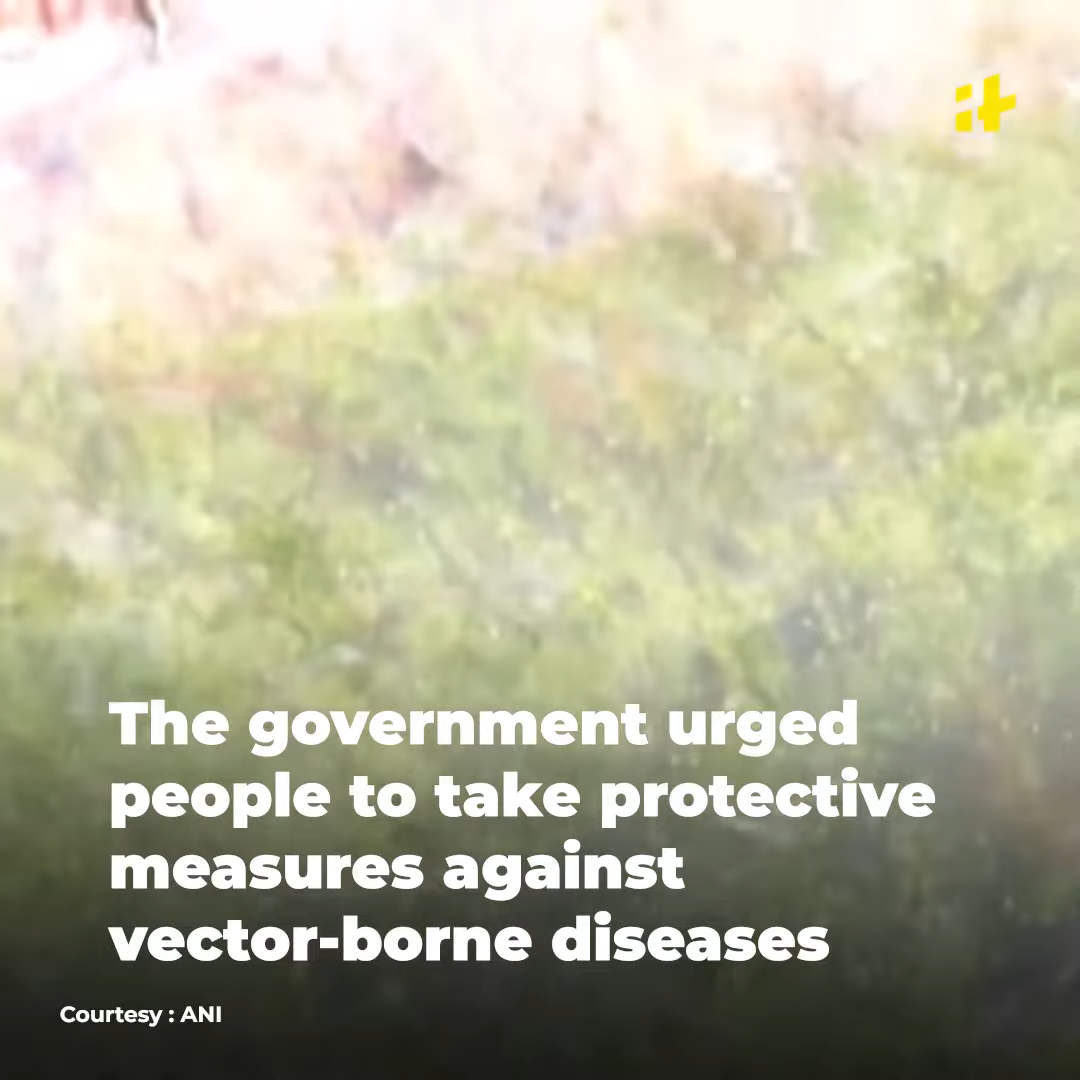 The government urged
people to take protective
measures against
vector-borne diseases
Courtesy : ANI